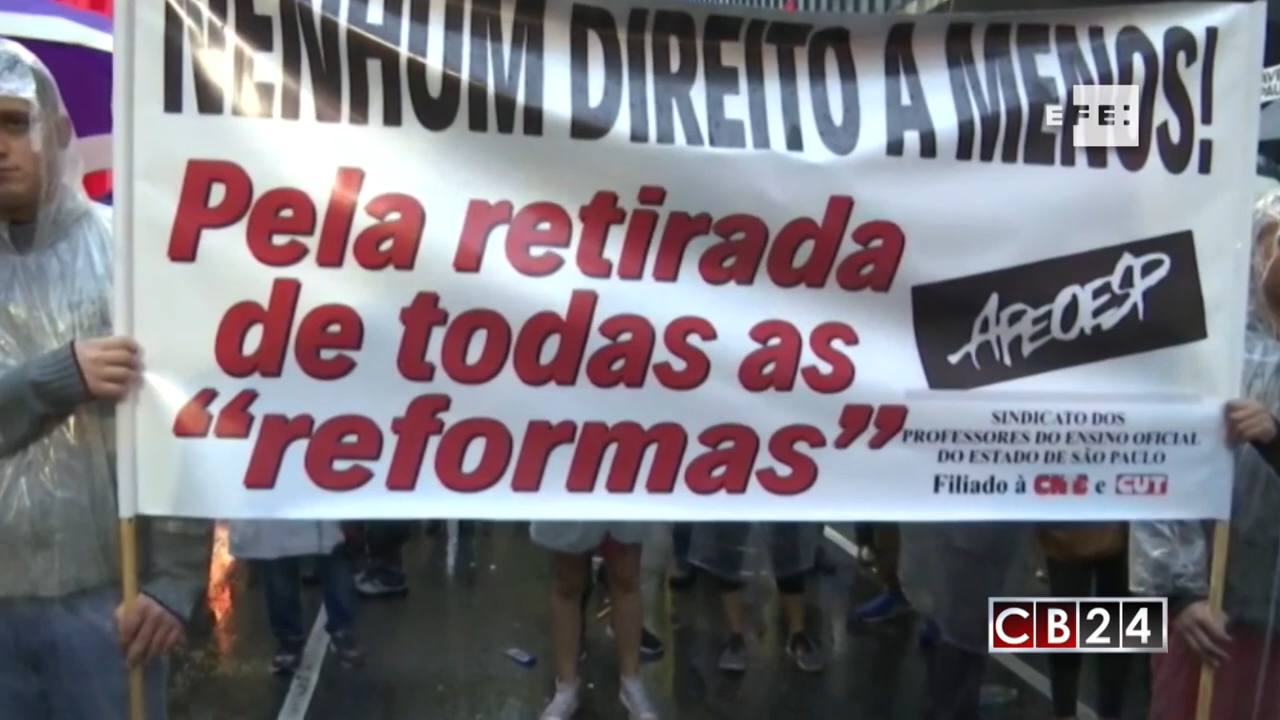 NENHUM DIREITO A MENOS!
EFE:
Pela retirada
de todas as
“reformas”
APEOESP
SINDICATO DOS
PROFESSORES DO ENSINO OFICIAL
DO ESTADO DE SÃO PAULO
Filiado à CNTE e CUT
CB24